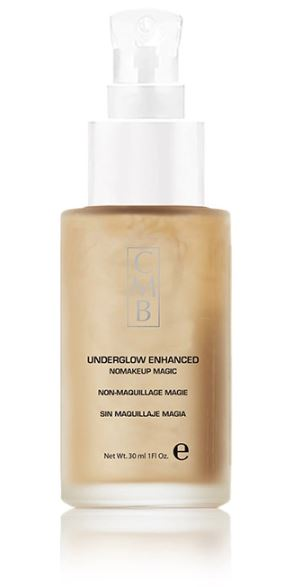 C
M
B
UNDERGLOW ENHANCED
NOMAKEUP MAGIC
NON-MAQUILLAGE MAGIE
SIN MAQUILLAJE MAGIA
Net Wt. 30 ml 1Fl Oz. ℮